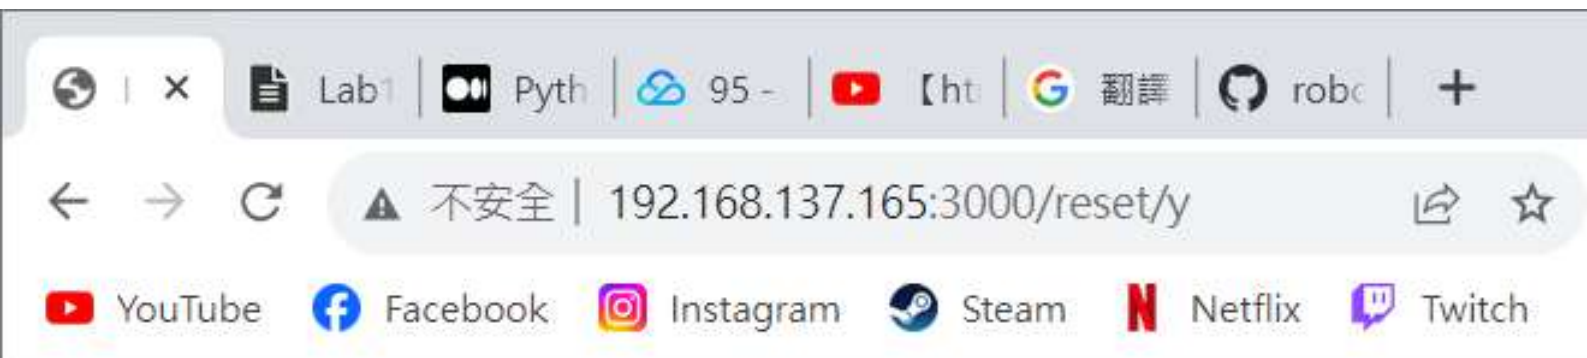 Lab1 Pyth 95 - 【ht 翻譯 robo +
不安全 | 192.168.137.165:3000/reset/y
YouTube Facebook Instagram Steam Netflix Twitch